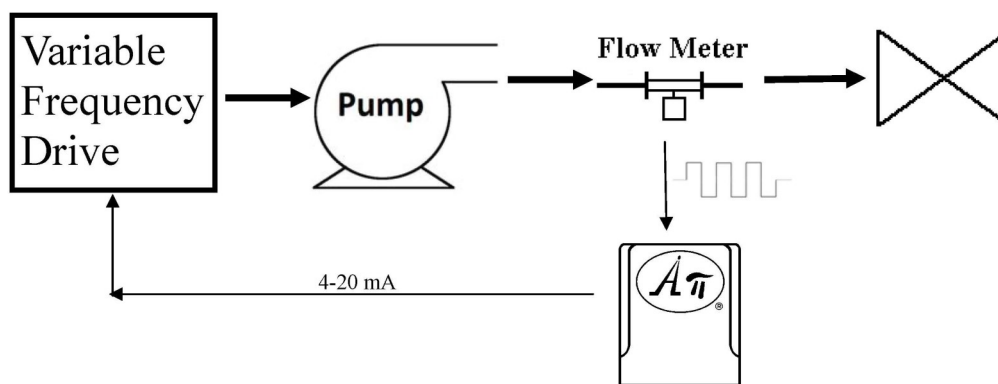 Variable
Frequency
Drive
Pump
Flow Meter
4-20 mA
Aπ
®